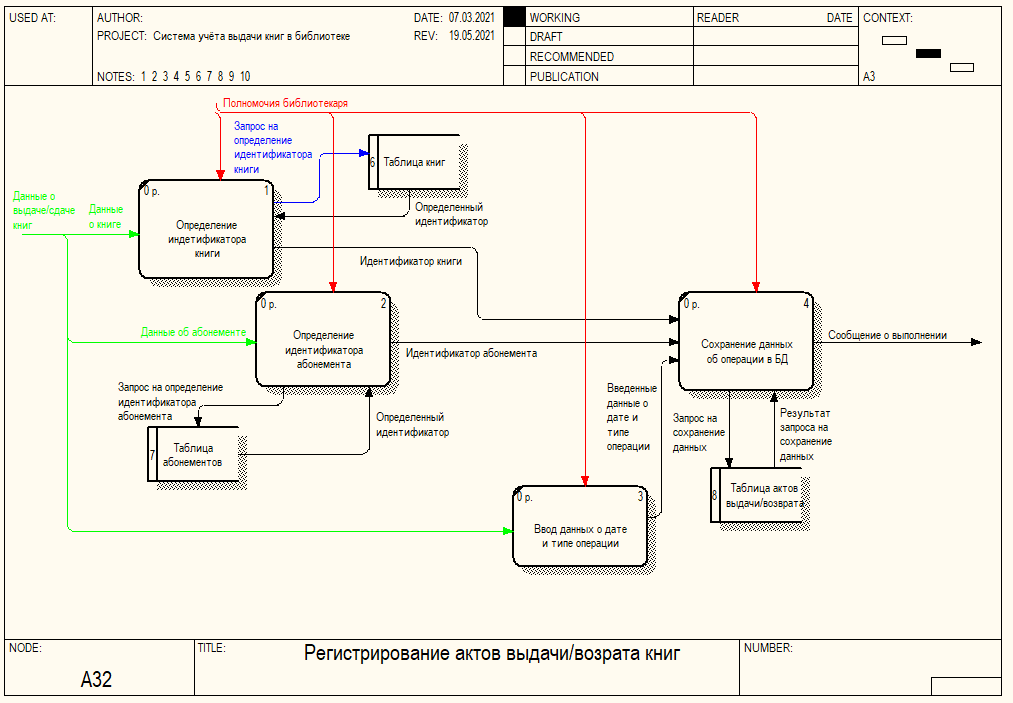 USED AT:
AUTHOR:
DATE: 07.03.2021
PROJECT: Система учёта выдачи книг в библиотеке
REV: 19.05.2021
NOTES: 1 2 3 4 5 6 7 8 9 10
WORKING
DRAFT
RECOMMENDED
PUBLICATION
READER
DATE
CONTEXT:
A3
Полномочия библиотекаря
Запрос на
определение
идентификатора
книги
6
Таблица книг
0 р.
1
Определение
индетификатора
книги
Данные о
выдаче/сдаче
книг
Данные
о книге
Определенный
идентификатор
Идентификатор книги
0 р.
2
Определение
идентификатора
абонемента
0 р.
4
Сохранение данных
об операции в БД
Данные об абонементе
Идентификатор абонемента
Сообщение о выполнении
Запрос на определение
идентификатора
абонемента
Определенный
идентификатор
7
Таблица
абонементов
Введенные
данные о
дате и
типе
операции
Запрос на
сохранение
данных
Результат
запроса на
сохранение
данных
8
Таблица актов
выдачи/возврата
0 р.
3
Ввод данных о дате
и типе операции
NODE:
A32
TITLE:
Регистрирование актов выдачи/возрата книг
NUMBER: